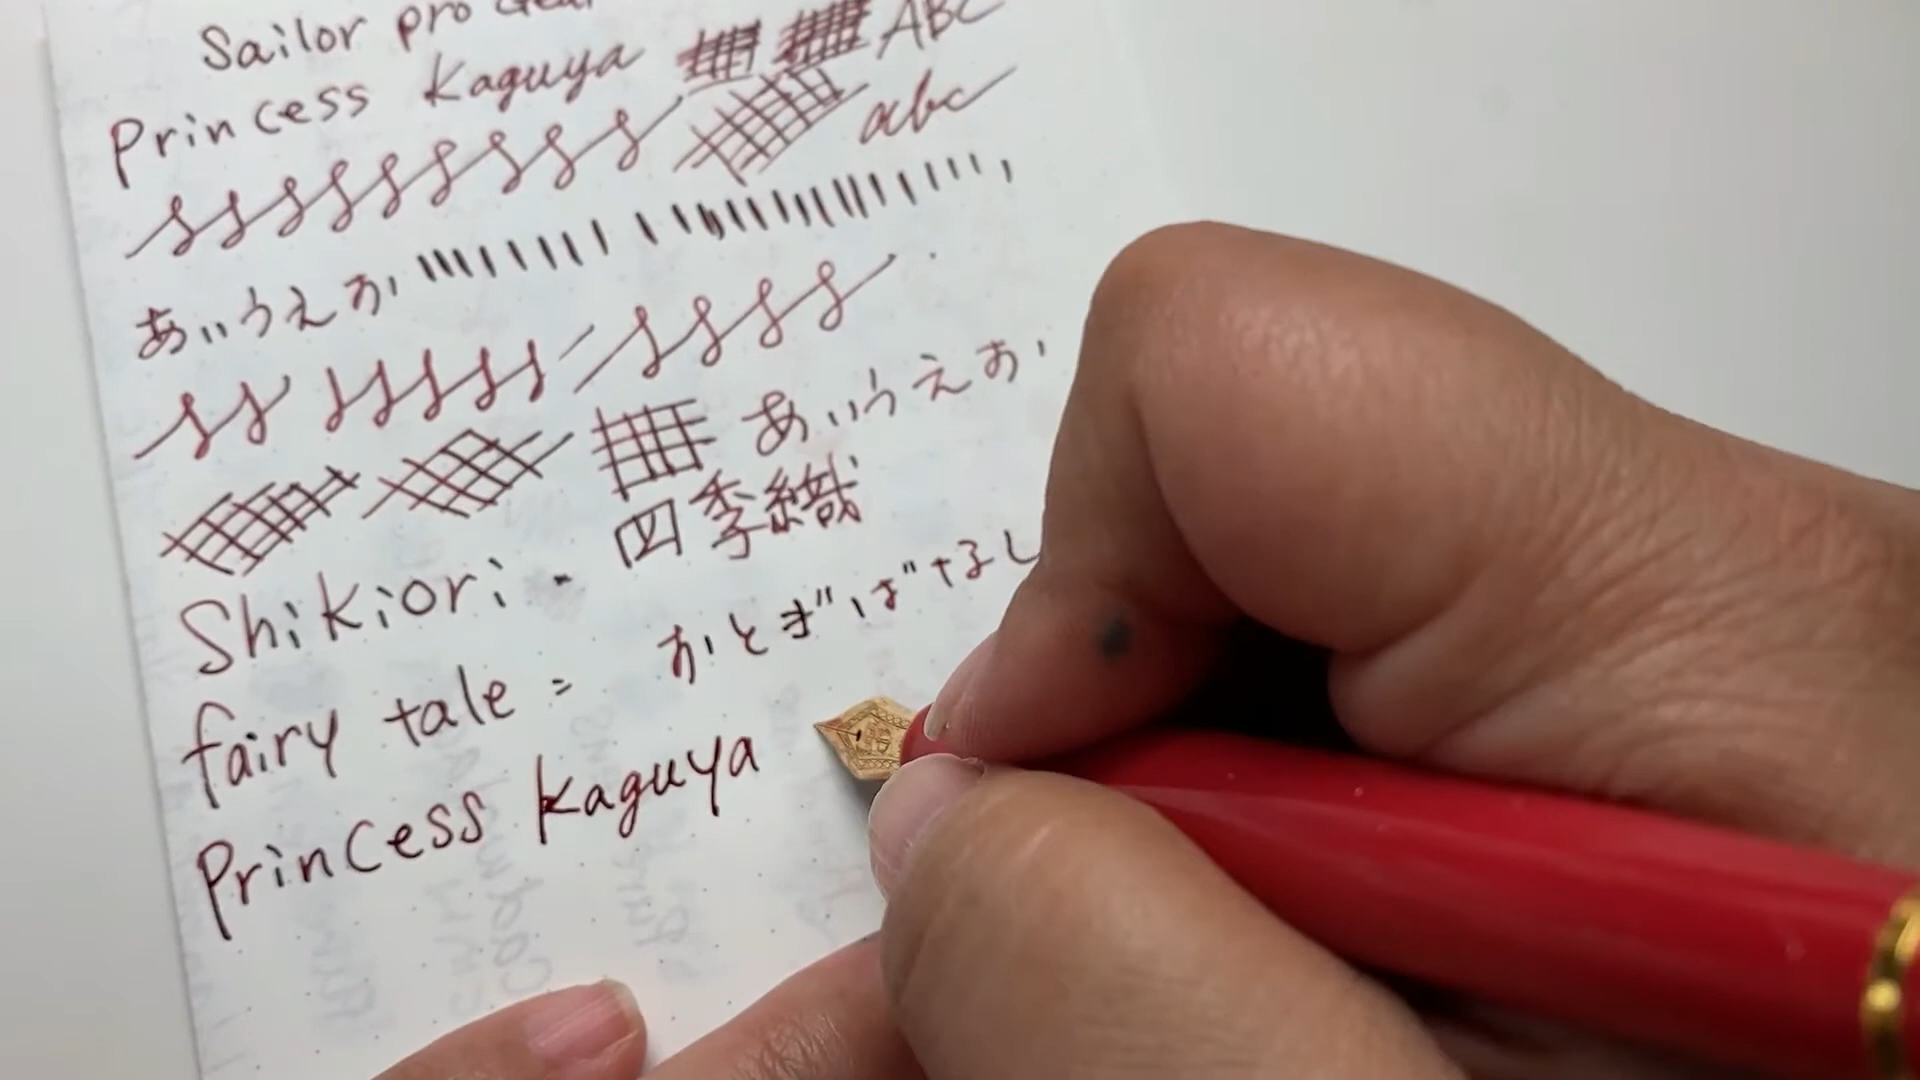 Sailor pro Gear
Princess Kaguya ABC
abc
あいうえお
あいうえお
Shikiori = 四季織
fairy tale = おとぎばなし
Princess Kaguya